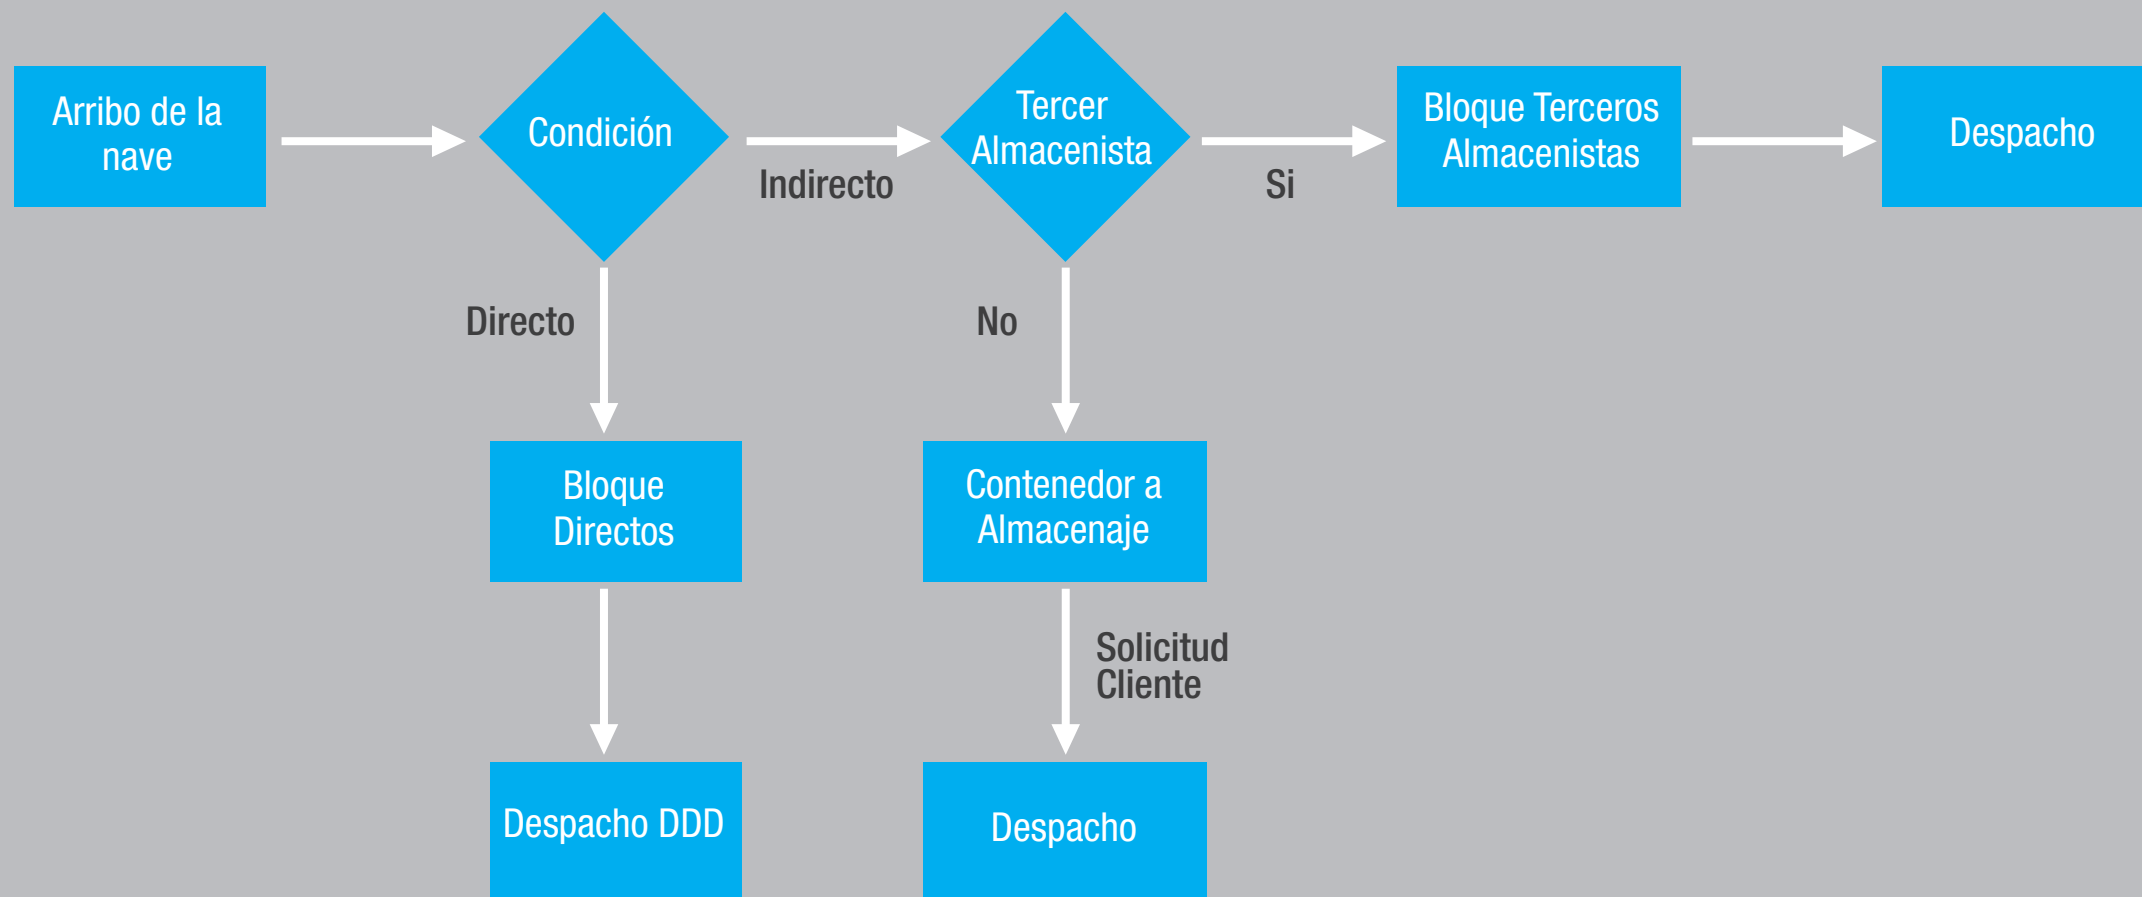 Arribo de la
nave
Condición
Indirecto
Tercer
Almacenista
Si
Bloque Terceros
Almacenistas
Despacho
Directo
No
Bloque
Directos
Contenedor a
Almacenaje
Solicitud
Cliente
Despacho DDD
Despacho